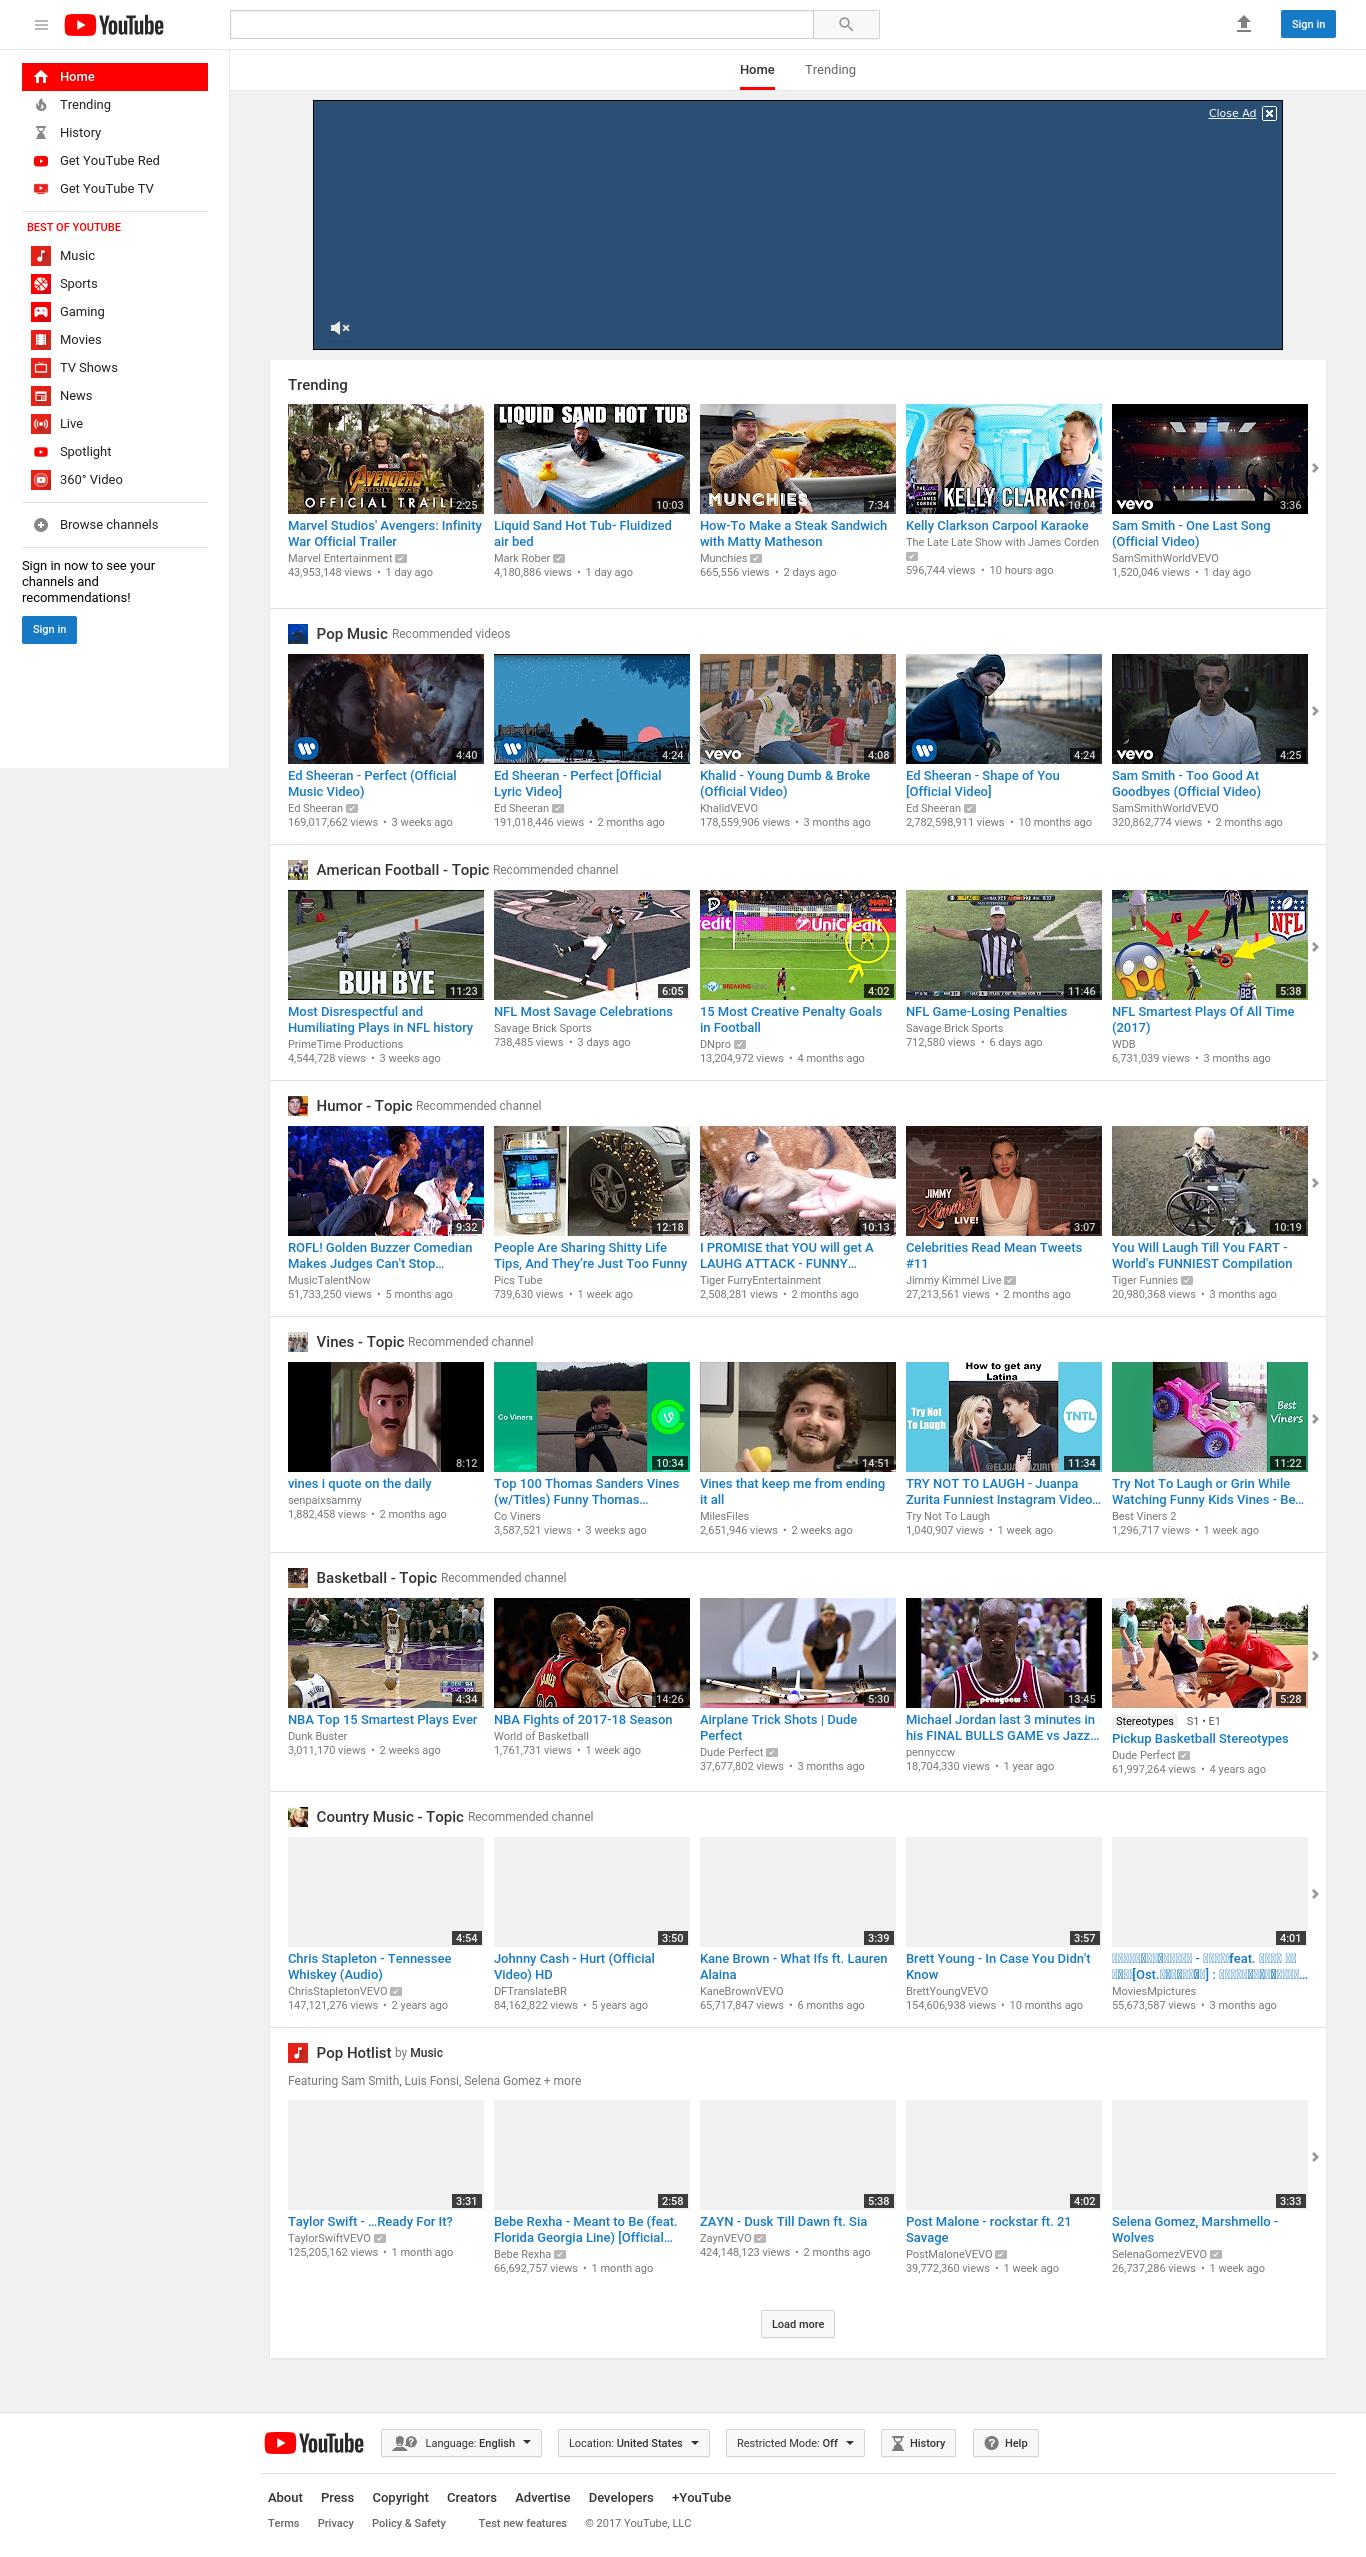 YouTube
Sign in
Home
Trending
History
Get YouTube Red
Get YouTube TV
BEST OF YOUTUBE
Music
Sports
Gaming
Movies
TV Shows
News
Live
Spotlight
360° Video
Browse channels
Sign in now to see your
channels and
recommendations!
Sign in
Home Trending
Close Ad
Trending
LIQUID SAND HOT TUB
AVENGERS
OFFICIAL TRAIL
MUNCHIES
KELLY CLARKSON
vevo
2:25 10:03 7:34 10:04 3:36
Marvel Studios' Avengers: Infinity
War Official Trailer
Marvel Entertainment
43,953,148 views • 1 day ago
Liquid Sand Hot Tub- Fluidized
air bed
Mark Rober
4,180,886 views • 1 day ago
How-To Make a Steak Sandwich
with Matty Matheson
Munchies
665,556 views • 2 days ago
Kelly Clarkson Carpool Karaoke
The Late Late Show with James Corden
596,744 views • 10 hours ago
Sam Smith - One Last Song
(Official Video)
SamSmithWorldVEVO
1,520,046 views • 1 day ago
Pop Music Recommended videos
vevo
vevo
4:40 4:24 4:08 4:24 4:25
Ed Sheeran - Perfect (Official
Music Video)
Ed Sheeran
169,017,662 views • 3 weeks ago
Ed Sheeran - Perfect [Official
Lyric Video]
Ed Sheeran
191,018,446 views • 2 months ago
Khalid - Young Dumb & Broke
(Official Video)
KhalidVEVO
178,559,906 views • 3 months ago
Ed Sheeran - Shape of You
[Official Video]
Ed Sheeran
2,782,598,911 views • 10 months ago
Sam Smith - Too Good At
Goodbyes (Official Video)
SamSmithWorldVEVO
320,862,774 views • 2 months ago
American Football - Topic Recommended channel
BUH BYE
edit UniCredit
NFL
11:23 6:05 4:02 11:46 5:38
Most Disrespectful and
Humiliating Plays in NFL history
PrimeTime Productions
4,544,728 views • 3 weeks ago
NFL Most Savage Celebrations
Savage Brick Sports
738,485 views • 3 days ago
15 Most Creative Penalty Goals
in Football
DNpro
13,204,972 views • 4 months ago
NFL Game-Losing Penalties
Savage Brick Sports
712,580 views • 6 days ago
NFL Smartest Plays Of All Time
(2017)
WDB
6,731,039 views • 3 months ago
Humor - Topic Recommended channel
JIMMY
Kimmel
LIVE!
9:32 12:18 10:13 3:07 10:19
ROFL! Golden Buzzer Comedian
Makes Judges Can't Stop…
MusicTalentNow
51,733,250 views • 5 months ago
People Are Sharing Shitty Life
Tips, And They're Just Too Funny
Pics Tube
739,630 views • 1 week ago
I PROMISE that YOU will get A
LAUHG ATTACK - FUNNY…
Tiger FurryEntertainment
2,508,281 views • 2 months ago
Celebrities Read Mean Tweets
#11
Jimmy Kimmel Live
27,213,561 views • 2 months ago
You Will Laugh Till You FART -
World's FUNNIEST Compilation
Tiger Funnies
20,980,368 views • 3 months ago
Vines - Topic Recommended channel
Co Viners
How to get any
Latina
Try Not
To Laugh
TNTL
Best
Viners
8:12 10:34 14:51 11:34 11:22
vines i quote on the daily
senpaixsammy
1,882,458 views • 2 months ago
Top 100 Thomas Sanders Vines
(w/Titles) Funny Thomas…
Co Viners
3,587,521 views • 3 weeks ago
Vines that keep me from ending
it all
MilesFiles
2,651,946 views • 2 weeks ago
TRY NOT TO LAUGH - Juanpa
Zurita Funniest Instagram Video…
Try Not To Laugh
1,040,907 views • 1 week ago
Try Not To Laugh or Grin While
Watching Funny Kids Vines - Be…
Best Viners 2
1,296,717 views • 1 week ago
Basketball - Topic Recommended channel
pennyccw
4:34 14:26 5:30 13:45 5:28
NBA Top 15 Smartest Plays Ever
Dunk Buster
3,011,170 views • 2 weeks ago
NBA Fights of 2017-18 Season
World of Basketball
1,761,731 views • 1 week ago
Airplane Trick Shots | Dude
Perfect
Dude Perfect
37,677,802 views • 3 months ago
Michael Jordan last 3 minutes in
his FINAL BULLS GAME vs Jazz…
pennyccw
18,704,330 views • 1 year ago
Stereotypes S1 • E1
Pickup Basketball Stereotypes
Dude Perfect
61,997,264 views • 4 years ago
Country Music - Topic Recommended channel
4:54 3:50 3:39 3:57 4:01
Chris Stapleton - Tennessee
Whiskey (Audio)
ChrisStapletonVEVO
147,121,276 views • 2 years ago
Johnny Cash - Hurt (Official
Video) HD
DFTranslateBR
84,162,822 views • 5 years ago
Kane Brown - What Ifs ft. Lauren
Alaina
KaneBrownVEVO
65,717,847 views • 6 months ago
Brett Young - In Case You Didn't
Know
BrettYoungVEVO
154,606,938 views • 10 months ago
- feat.
[Ost. ] : …
MoviesMpictures
55,673,587 views • 3 months ago
Pop Hotlist by Music
Featuring Sam Smith, Luis Fonsi, Selena Gomez + more
3:31 2:58 5:38 4:02 3:33
Taylor Swift - …Ready For It?
TaylorSwiftVEVO
125,205,162 views • 1 month ago
Bebe Rexha - Meant to Be (feat.
Florida Georgia Line) [Official…
Bebe Rexha
66,692,757 views • 1 month ago
ZAYN - Dusk Till Dawn ft. Sia
ZaynVEVO
424,148,123 views • 2 months ago
Post Malone - rockstar ft. 21
Savage
PostMaloneVEVO
39,772,360 views • 1 week ago
Selena Gomez, Marshmello -
Wolves
SelenaGomezVEVO
26,737,286 views • 1 week ago
Load more
YouTube Language: English Location: United States Restricted Mode: Off History Help
About Press Copyright Creators Advertise Developers +YouTube
Terms Privacy Policy & Safety Test new features © 2017 YouTube, LLC